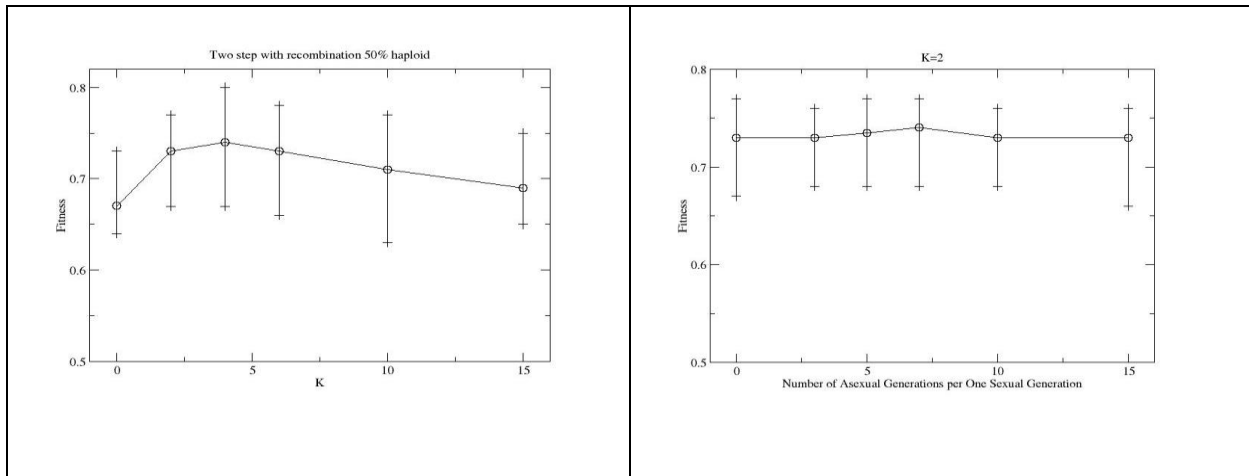 Two step with recombination 50% haploid
0.8
0.7
Fitness
0.6
0.5
0
5
10
15
K
K=2
0.8
0.7
Fitness
0.6
0.5
0
5
10
15
Number of Asexual Generations per One Sexual Generation